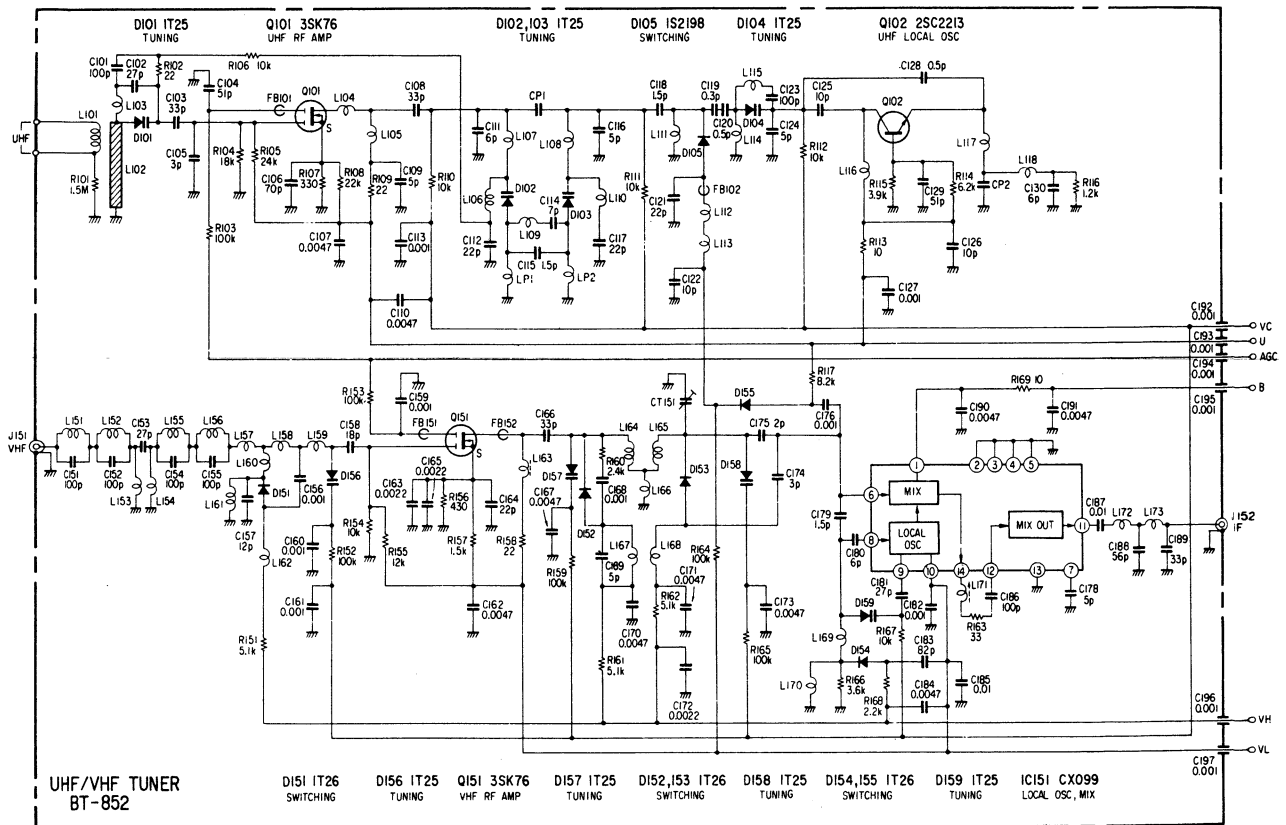 D101 1T25
TUNING
Q101 3SK76
UHF RF AMP
D102,103 1T25
TUNING
D105 1S2198
SWITCHING
D104 1T25
TUNING
Q102 2SC2213
UHF LOCAL OSC
C101
100p
C102
27p
R102
22
R106 10k
C104
51p
L103
C103
33p
FB101
Q101
L104
C108
33p
CP1
C118
1.5p
C119
0.3p
L115
C123
100p
C125
10p
C128 0.5p
Q102
L101
UHF
D101
S
L105
C111
6p
L107
L108
C116
5p
L111
D105
C120
0.5p
D104
L114
C124
5p
R112
10k
L117
L102
R101
1.5M
C105
3p
R104
18k
R105
24k
C106
70p
R107
330
R108
22k
R109
22
C109
5p
R110
10k
L106
D102
C114
7p
D103
L110
R111
10k
C121
22p
FB102
L112
L113
L116
R115
3.9k
C129
51p
R114
6.2k
CP2
L118
C130
6p
R116
1.2k
R103
100k
C107
0.0047
C113
0.001
C112
22p
L109
C115 1.5p
LP1
LP2
C117
22p
C122
10p
R113
10
C126
10p
C127
0.001
C110
0.0047
C192
0.001
VC
C193
0.001
U
C194
0.001
AGC
R117
8.2k
R153
100k
C159
0.001
CT151
D155
C176
0.001
R169 10
B
C195
0.001
C190
0.0047
C191
0.0047
J151
VHF
L151
L152
C153
27p
L155
L156
L157
L158
L159
C158
18p
FB151
Q151
FB152
C166
33p
L164
L165
C175 2p
C151
100p
C152
100p
L153
L154
C154
100p
C155
100p
L160
L161
D151
C156
0.001
D156
S
L163
D157
R160
2.4k
C168
0.001
L166
D153
D158
C174
3p
C157
12p
L162
C163
0.0022
C165
0.0022
R156
430
C164
22p
C167
0.0047
D152
C179
1.5p
1
2
3
4
5
6
MIX
MIX OUT
8
LOCAL
OSC
11
C187
0.01
L172
L173
J152
IF
C188
56p
C189
33p
C160
0.001
R152
100k
R154
10k
R155
12k
R157
1.5k
R158
22
R159
100k
C189
5p
L167
L168
R164
100k
C180
6p
9
10
14
12
13
7
C181
27p
C182
0.001
L171
C186
100p
C178
5p
C161
0.001
C162
0.0047
C170
0.0047
R162
5.1k
C171
0.0047
C173
0.0047
D159
R167
10k
R163
33
R151
5.1k
R161
5.1k
C172
0.0022
R165
100k
L169
D154
C183
82p
L170
R166
3.6k
R168
2.2k
C184
0.0047
C185
0.01
C196
0.001
VH
VL
C197
0.001
UHF/VHF TUNER
BT-852
D151 1T26
SWITCHING
D156 1T25
TUNING
Q151 3SK76
VHF RF AMP
D157 1T25
TUNING
D152,153 1T26
SWITCHING
D158 1T25
TUNING
D154,155 1T26
SWITCHING
D159 1T25
TUNING
IC151 CX099
LOCAL OSC, MIX